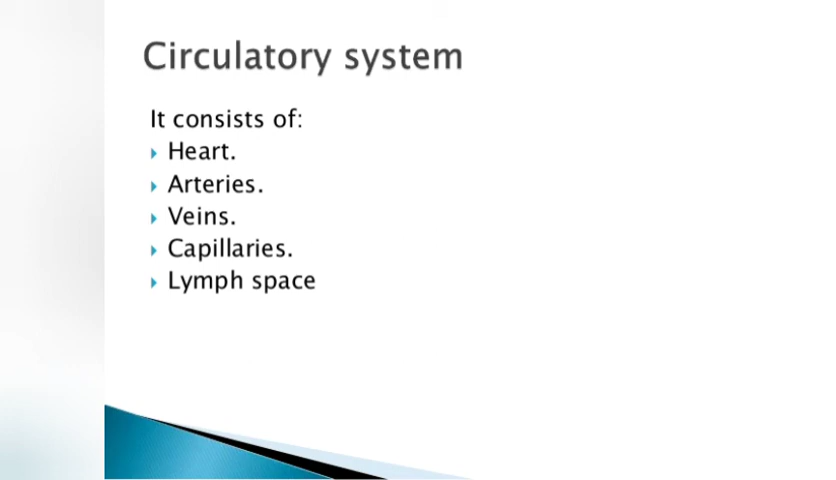 Circulatory system
It consists of:
Heart.
Arteries.
Veins.
Capillaries.
Lymph space